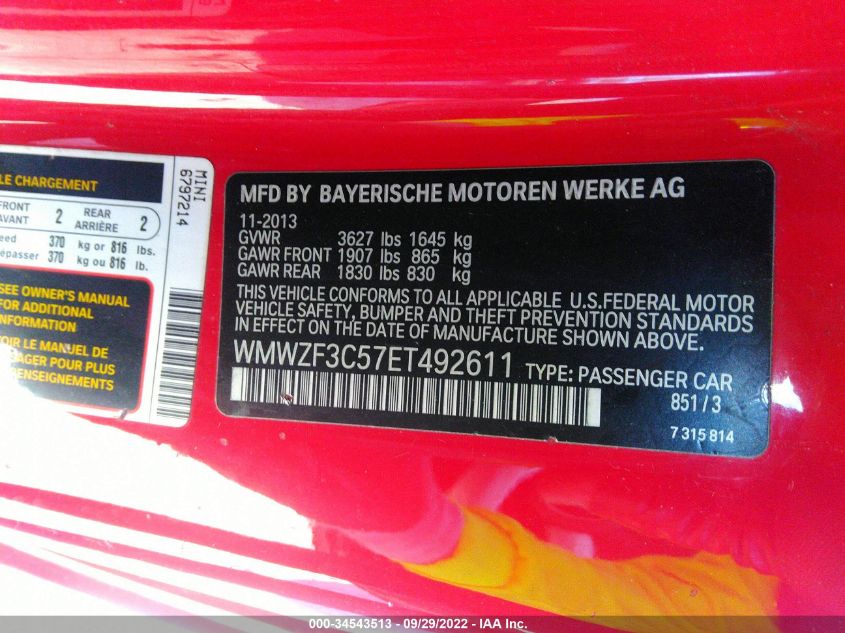 LE CHARGEMENT
FRONT
AVANT
2
REAR
ARRIÈRE
2
370 kg or 816 lbs.
370 kg ou 816 lb.
SEE OWNER'S MANUAL
FOR ADDITIONAL
INFORMATION
VOIR LE MANUEL DE
POUR PLUS
RENSEIGNEMENTS
MINI
6797214
MFD BY BAYERISCHE MOTOREN WERKE AG
11-2013
GVWR 3627 lbs 1645 kg
GAWR FRONT 1907 lbs 865 kg
GAWR REAR 1830 lbs 830 kg
THIS VEHICLE CONFORMS TO ALL APPLICABLE U.S.FEDERAL MOTOR
VEHICLE SAFETY, BUMPER AND THEFT PREVENTION STANDARDS
IN EFFECT ON THE DATE OF MANUFACTURE SHOWN ABOVE.
WMWZF3C57ET492611 TYPE: PASSENGER CAR
851/3
7 315 814
000-34543513 - 09/29/2022 - IAA Inc.